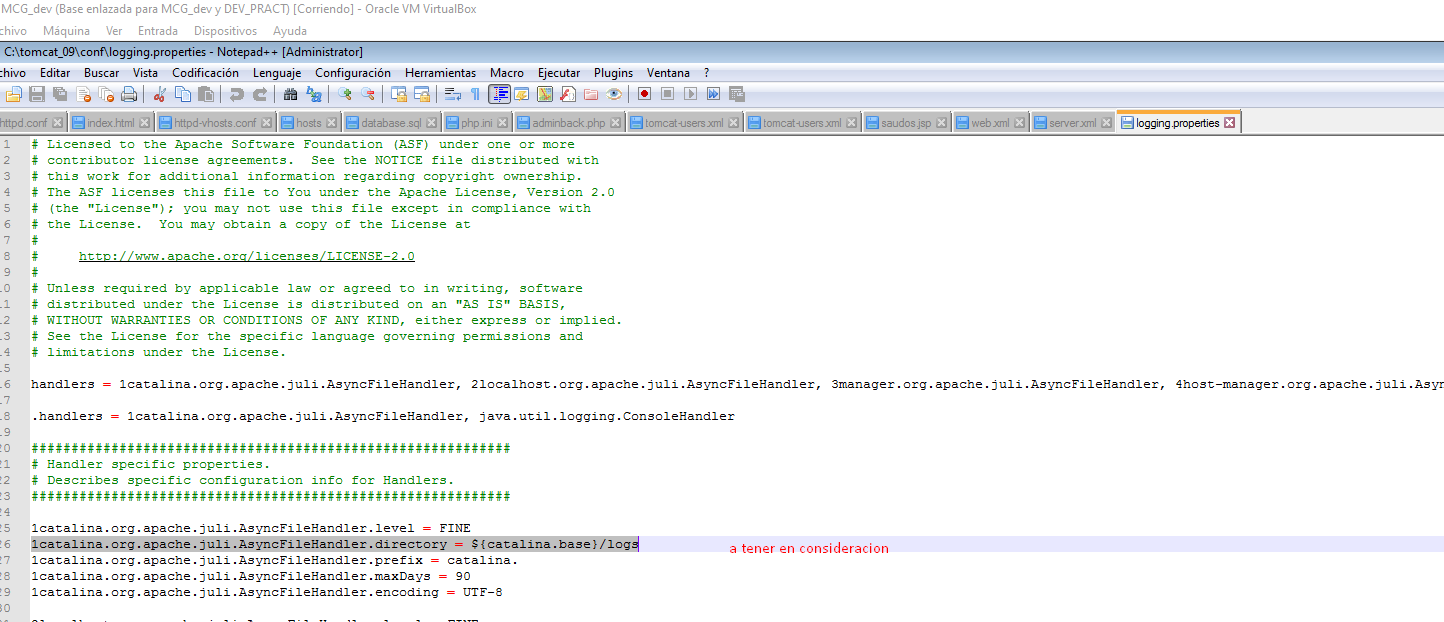 MCG_dev (Base enlazada para MCG_dev y DEV_PRACT) [Corriendo] - Oracle VM VirtualBox
chivo Máquina Ver Entrada Dispositivos Ayuda
C:\tomcat_09\conf\logging.properties - Notepad++ [Administrator]
chivo Editar Buscar Vista Codificación Lenguaje Configuración Herramientas Macro Ejecutar Plugins Ventana ?
httpd.conf index.html httpd-vhosts.conf hosts database.sql php.ini adminback.php tomcat-users.xml tomcat-users.xml saudos.jsp web.xml server.xml logging.properties
1 # Licensed to the Apache Software Foundation (ASF) under one or more
2 # contributor license agreements.  See the NOTICE file distributed with
3 # this work for additional information regarding copyright ownership.
4 # The ASF licenses this file to You under the Apache License, Version 2.0
5 # (the "License"); you may not use this file except in compliance with
6 # the License.  You may obtain a copy of the License at
7 #
8 #     http://www.apache.org/licenses/LICENSE-2.0
9 #
.0 # Unless required by applicable law or agreed to in writing, software
.1 # distributed under the License is distributed on an "AS IS" BASIS,
.2 # WITHOUT WARRANTIES OR CONDITIONS OF ANY KIND, either express or implied.
.3 # See the License for the specific language governing permissions and
.4 # limitations under the License.
.5
.6 handlers = 1catalina.org.apache.juli.AsyncFileHandler, 2localhost.org.apache.juli.AsyncFileHandler, 3manager.org.apache.juli.AsyncFileHandler, 4host-manager.org.apache.juli.Asyn
.7
.8 .handlers = 1catalina.org.apache.juli.AsyncFileHandler, java.util.logging.ConsoleHandler
.9
20 ############################################################
21 # Handler specific properties.
22 # Describes specific configuration info for Handlers.
23 ############################################################
24
25 1catalina.org.apache.juli.AsyncFileHandler.level = FINE
26 1catalina.org.apache.juli.AsyncFileHandler.directory = ${catalina.base}/logs
a tener en consideracion
27 1catalina.org.apache.juli.AsyncFileHandler.prefix = catalina.
28 1catalina.org.apache.juli.AsyncFileHandler.maxDays = 90
29 1catalina.org.apache.juli.AsyncFileHandler.encoding = UTF-8
30